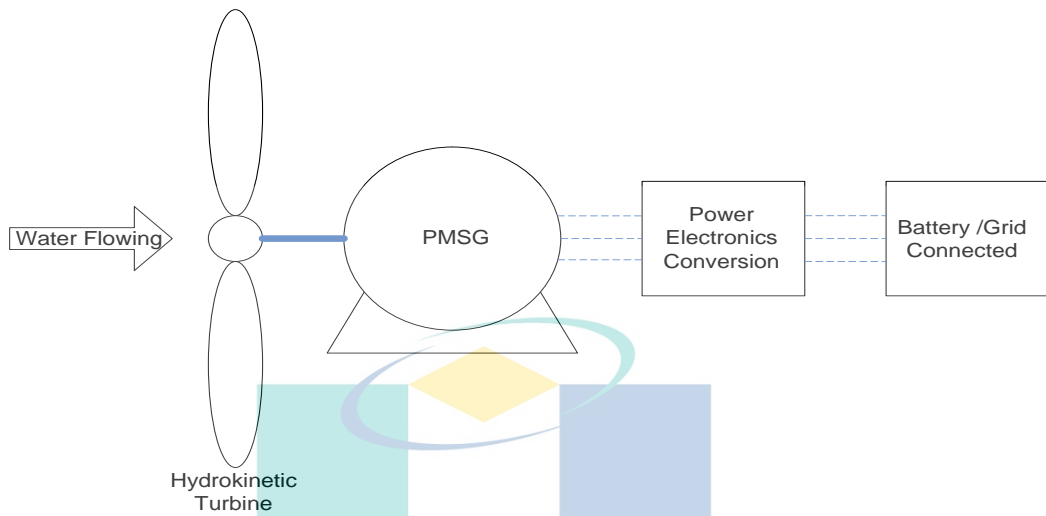 Water Flowing
PMSG
Power
Electronics
Conversion
Battery /Grid
Connected
Hydrokinetic
Turbine